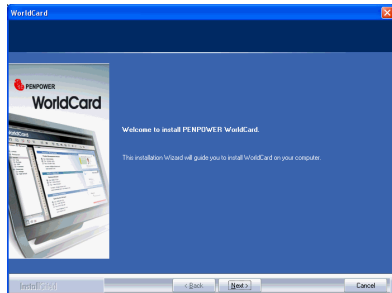 WorldCard
PENPOWER
WorldCard
Welcome to install PENPOWER WorldCard.
This installation Wizard will guide you to install WorldCard on your computer.
< Back
Next >
Cancel